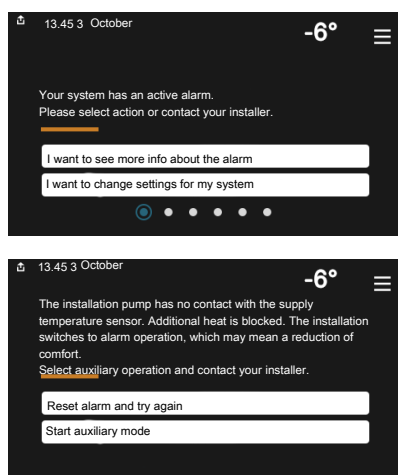 13.45 3 October
-6°
Your system has an active alarm.
Please select action or contact your installer.
I want to see more info about the alarm
I want to change settings for my system
13.45 3 October
-6°
The installation pump has no contact with the supply
temperature sensor. Additional heat is blocked. The installation
switches to alarm operation, which may mean a reduction of
comfort.
Select auxiliary operation and contact your installer.
Reset alarm and try again
Start auxiliary mode